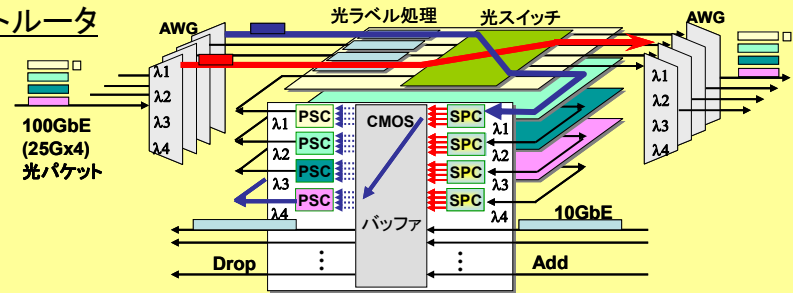 トルータ
AWG
光ラベル処理
光スイッチ
AWG
λ1
λ2
λ3
λ4
100GbE
(25Gx4)
光パケット
λ1
λ2
λ3
λ4
PSC
PSC
PSC
PSC
CMOS
バッファ
SPC
SPC
SPC
SPC
λ1
λ2
λ3
λ4
λ1
λ2
λ3
λ4
10GbE
Drop
⋮
⋮
Add